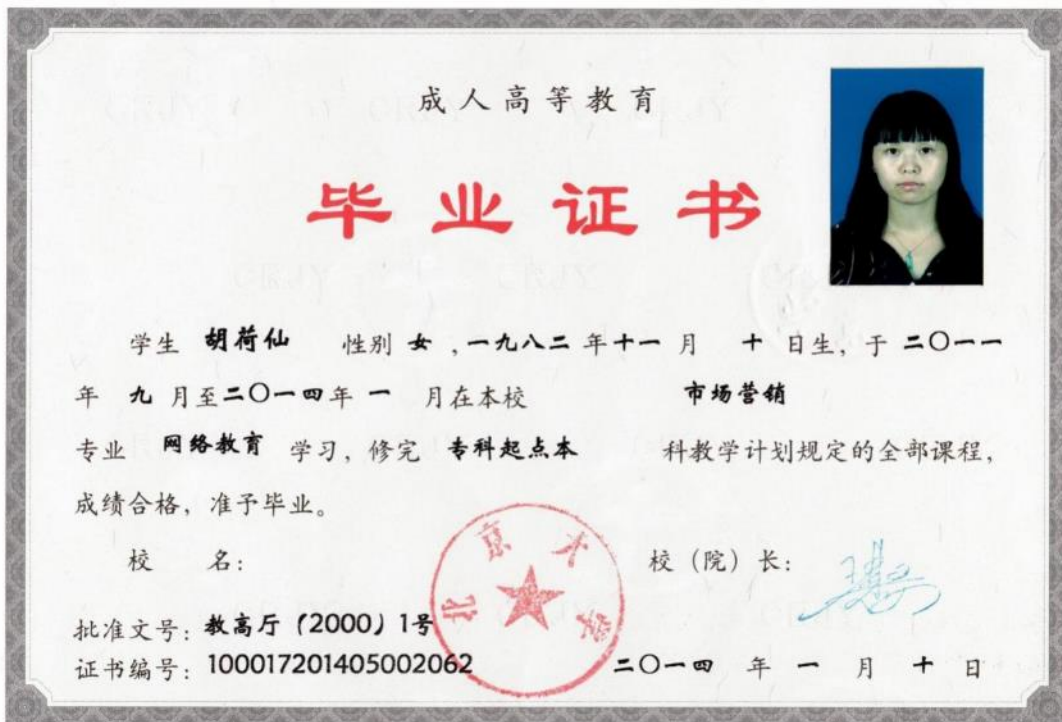 成人高等教育
毕业证书
学生 胡荷仙 性别 女 ,一九八二 年十一 月 十 日生, 于 二〇一一
年 九 月至二〇一四年 一 月在本校 市场营销
专业 网络教育 学习, 修完 专科起点本 科教学计划规定的全部课程,
成绩合格, 准予毕业。
校 名: 校 (院) 长:
北京大学
批准文号: 教高厅 (2000) 1号
证书编号: 100017201405002062 二〇一四 年 一 月 十 日